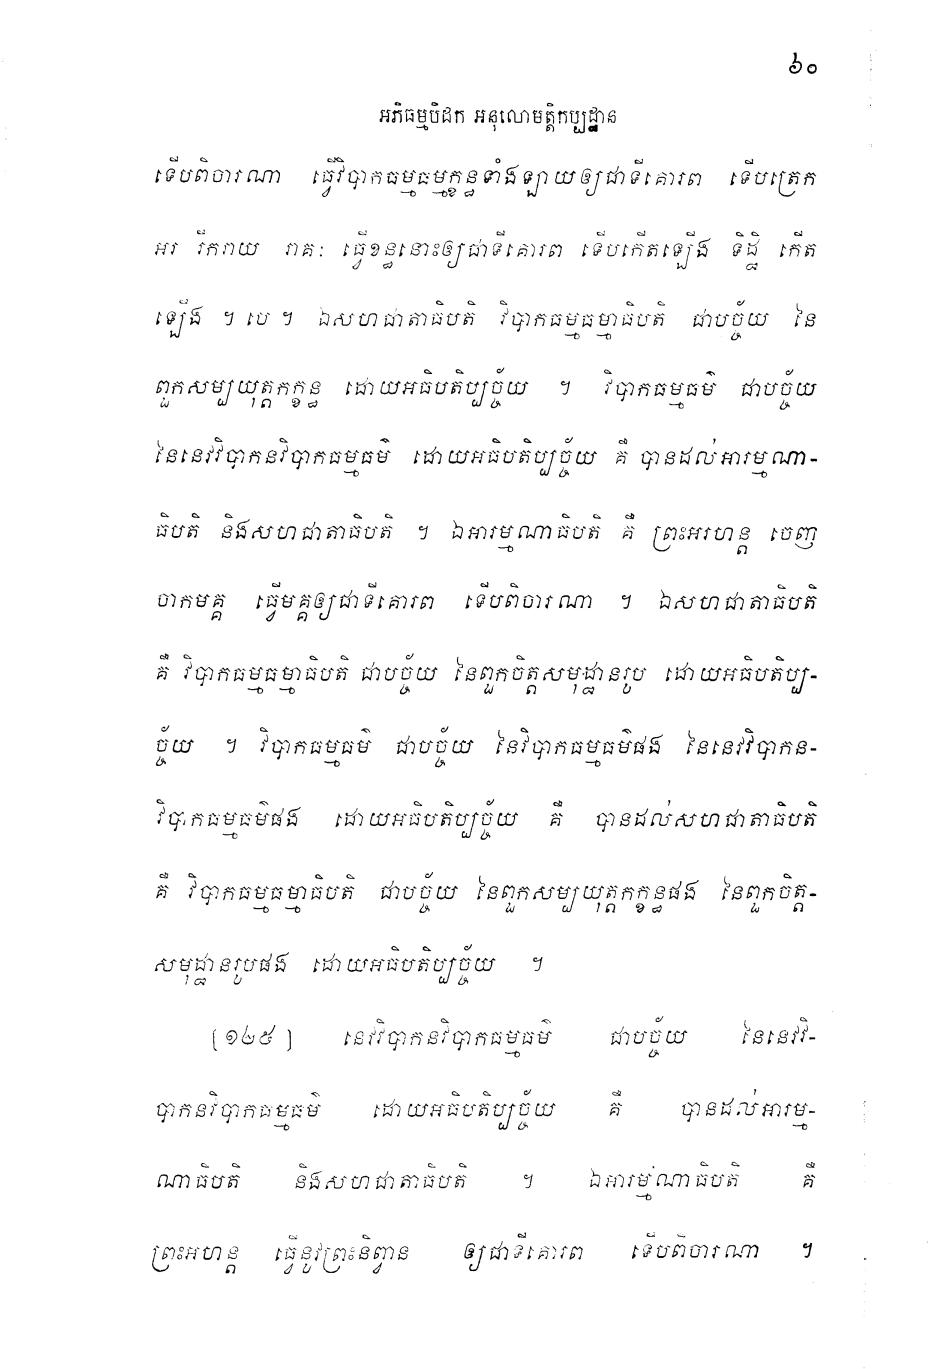 ៦០
អភិធម្មបិដក អនុលោមត្តិកប្បដ្ឋាន
ទើបពិចារណា ធ្វើវិបាកធម្មធម្មក្ខន្ធទាំងឡាយឲ្យជាទីគោរព ទើបត្រេក
អរ រីករាយ រាគៈ ធ្វើខន្ធនោះឲ្យជាទីគោរព ទើបកើតឡើង ទិដ្ឋិ កើត
ឡើង ។ បេ ។ ឯសហជាតាធិបតិ វិបាកធម្មធម្មាធិបតិ ជាបច្ច័យ នៃ
ពួកសម្បយុត្តកក្ខន្ធ ដោយអធិបតិប្បច្ច័យ ។ វិបាកធម្មធម៌ ជាបច្ច័យ
នៃនេវវិបាកនវិបាកធម្មធម៌ ដោយអធិបតិប្បច្ច័យ គឺ បានដល់អារម្មណា-
ធិបតិ និងសហជាតាធិបតិ ។ ឯអារម្មណាធិបតិ គឺ ព្រះអរហន្ត ចេញ
ចាកមគ្គ ធ្វើមគ្គឲ្យជាទីគោរព ទើបពិចារណា ។ ឯសហជាតាធិបតិ
គឺ វិបាកធម្មធម្មាធិបតិ ជាបច្ច័យ នៃពួកចិត្តសមុដ្ឋានរូប ដោយអធិបតិប្ប-
ច្ច័យ ។ វិបាកធម្មធម៌ ជាបច្ច័យ នៃវិបាកធម្មធម៌ផង នៃនេវវិបាកន-
វិបាកធម្មធម៌ផង ដោយអធិបតិប្បច្ច័យ គឺ បានដល់សហជាតាធិបតិ
គឺ វិបាកធម្មធម្មាធិបតិ ជាបច្ច័យ នៃពួកសម្បយុត្តកក្ខន្ធផង នៃពួកចិត្ត-
សមុដ្ឋានរូបផង ដោយអធិបតិប្បច្ច័យ ។
[១៤៥] នេវវិបាកនវិបាកធម្មធម៌ ជាបច្ច័យ នៃនេវវិ-
បាកនវិបាកធម្មធម៌ ដោយអធិបតិប្បច្ច័យ គឺ បានដល់អារម្ម-
ណាធិបតិ និងសហជាតាធិបតិ ។ ឯអារម្មណាធិបតិ គឺ
ព្រះអហន្ត ធ្វើនូវព្រះនិព្វាន ឲ្យជាទីគោរព ទើបពិចារណា ។